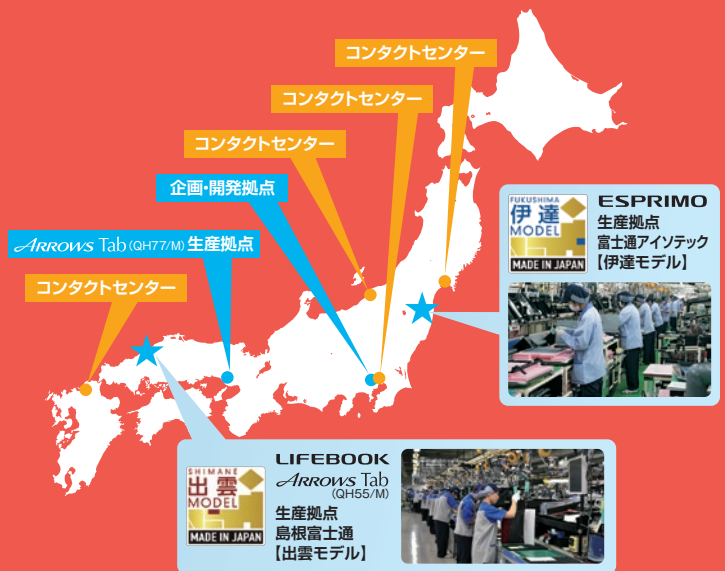 コンタクトセンター
コンタクトセンター
コンタクトセンター
企画・開発拠点
ARROWS Tab (QH77/M) 生産拠点
コンタクトセンター
FUKUSHIMA
伊達
MODEL
MADE IN JAPAN
ESPRIMO
生産拠点
富士通アイソテック
【伊達モデル】
SHIMANE
出雲
MODEL
MADE IN JAPAN
LIFEBOOK
ARROWS Tab
(QH55/M)
生産拠点
島根富士通
【出雲モデル】